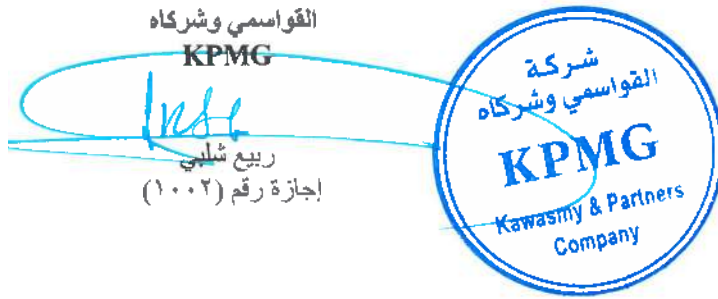 القواسمي وشركاه
KPMG
ربيع شلبي
إجازة رقم (١٠٠٢)
شركة
القواسمي وشركاه
KPMG
Kawasmy & Partners
Company